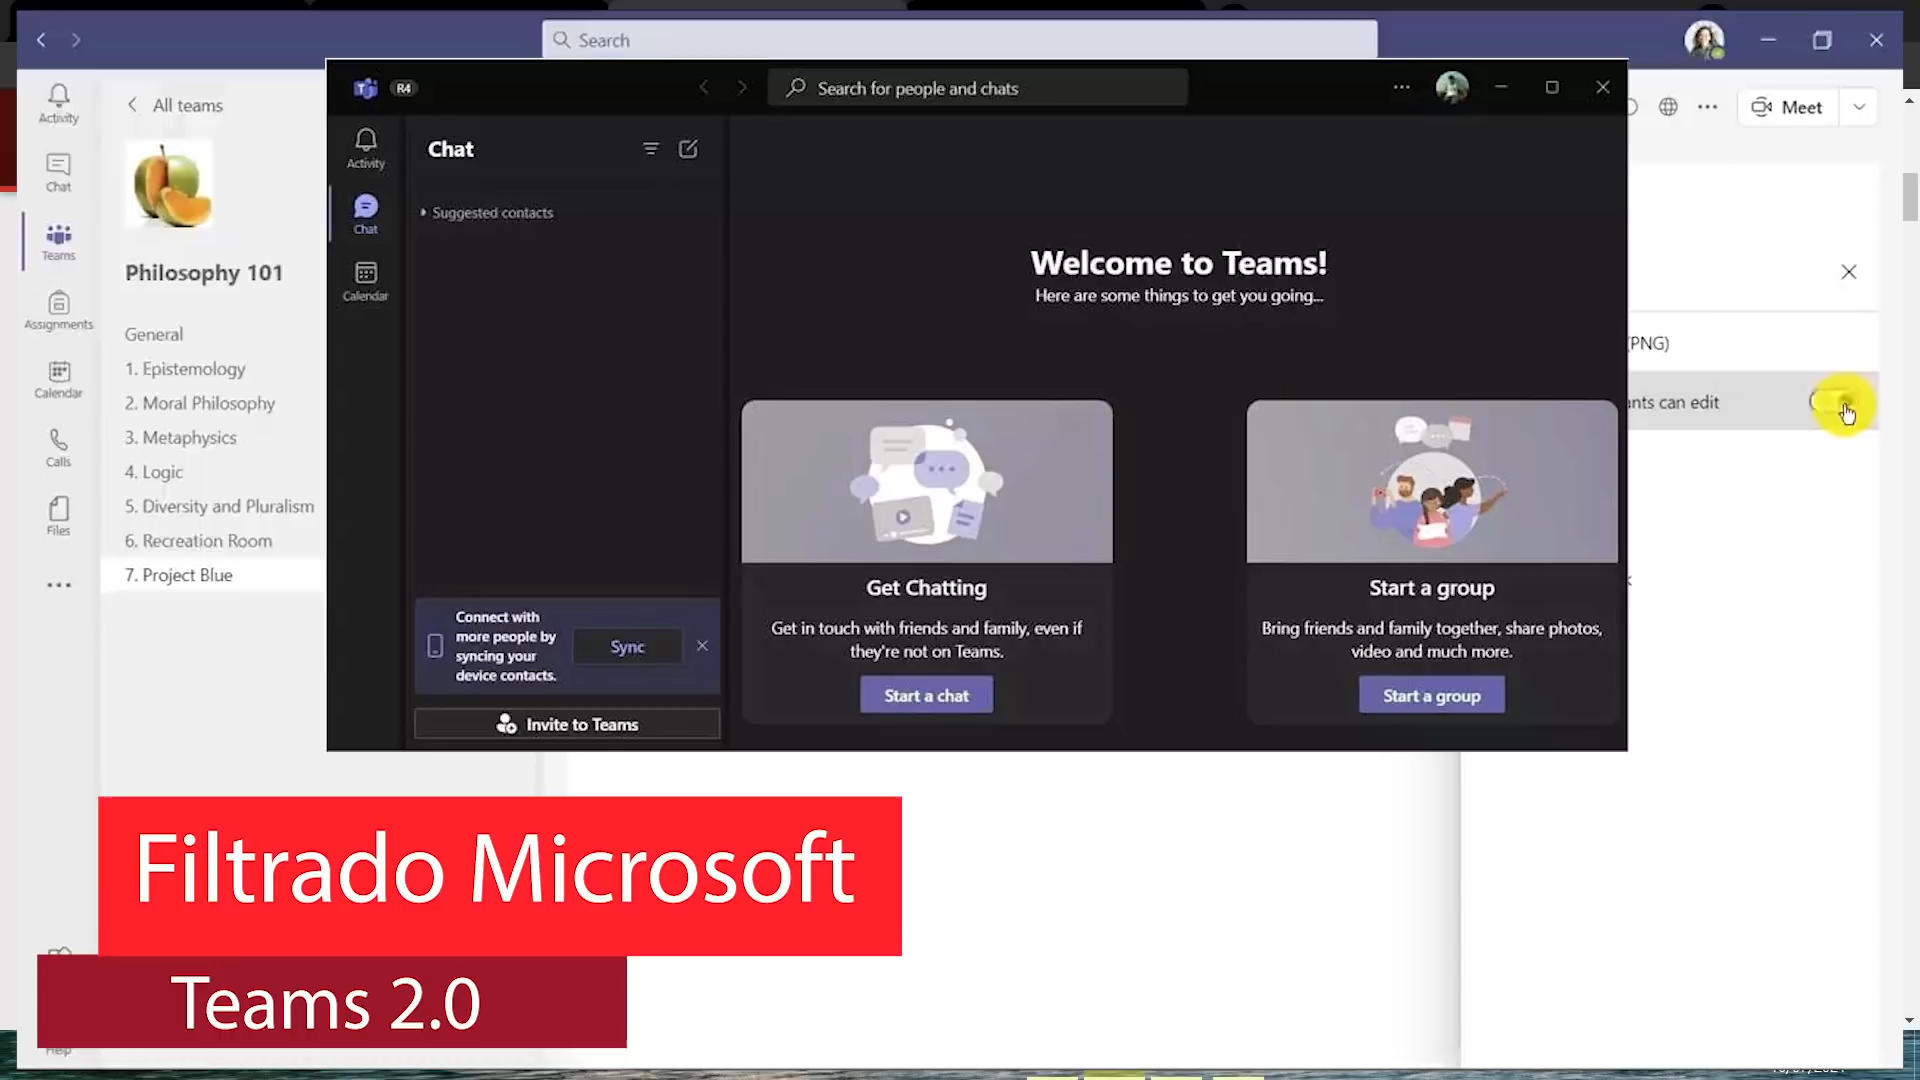 Search
All teams
Activity
Chat
Teams
Assignments
Calendar
Calls
Files
Philosophy 101
General
1. Epistemology
2. Moral Philosophy
3. Metaphysics
4. Logic
5. Diversity and Pluralism
6. Recreation Room
7. Project Blue
Meet
(PNG)
ants can edit
R4
Search for people and chats
Activity
Chat
Calendar
Chat
Suggested contacts
Connect with
more people by
syncing your
device contacts.
Sync
Invite to Teams
Welcome to Teams!
Here are some things to get you going...
Get Chatting
Get in touch with friends and family, even if
they're not on Teams.
Start a chat
Start a group
Bring friends and family together, share photos,
video and much more.
Start a group
Filtrado Microsoft
Teams 2.0
Help